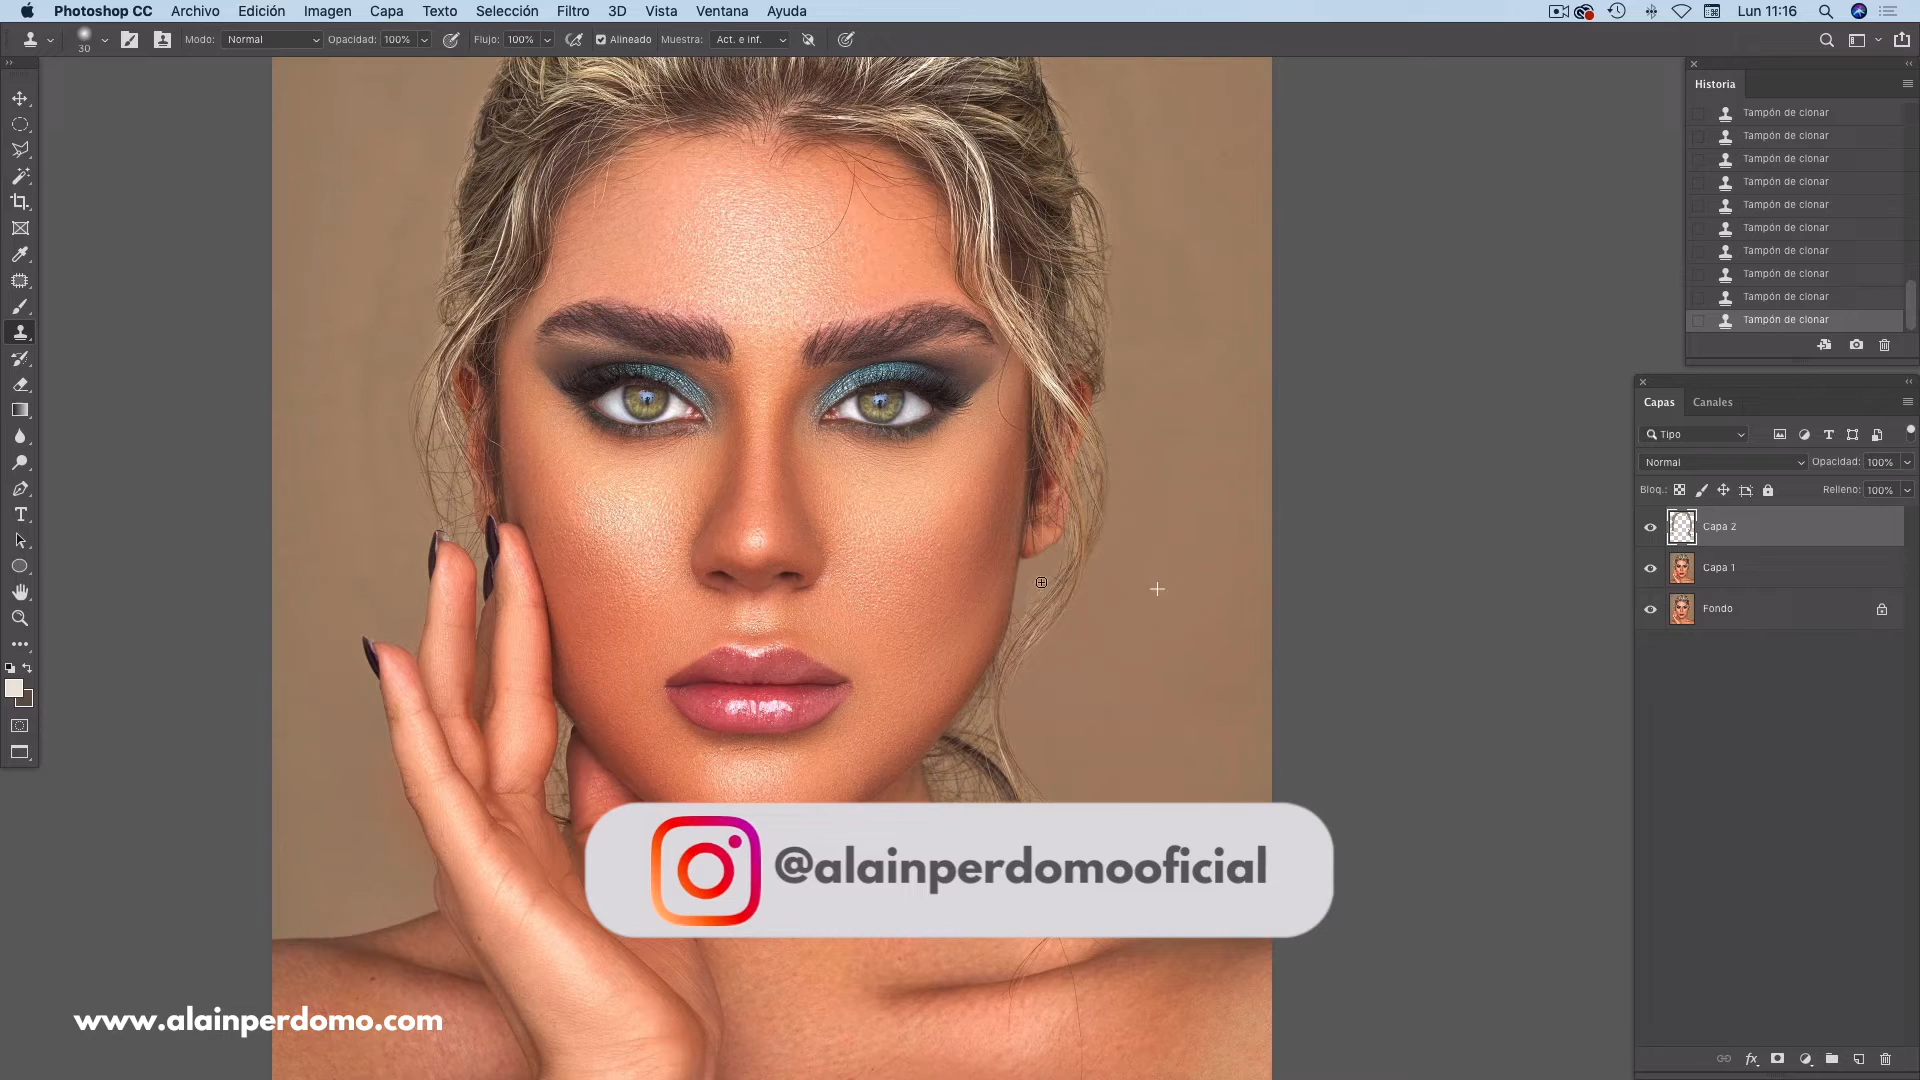 Photoshop CC Archivo Edición Imagen Capa Texto Selección Filtro 3D Vista Ventana Ayuda Lun 11:16
30 Modo: Normal Opacidad: 100% Flujo: 100% Alineado Muestra: Act. e inf.
Historia
Tampón de clonar
Tampón de clonar
Tampón de clonar
Tampón de clonar
Tampón de clonar
Tampón de clonar
Tampón de clonar
Tampón de clonar
Tampón de clonar
Tampón de clonar
Capas Canales
Tipo
Normal Opacidad: 100%
Bloq.: Relleno: 100%
Capa 2
Capa 1
Fondo
@alainperdomooficial
www.alainperdomo.com